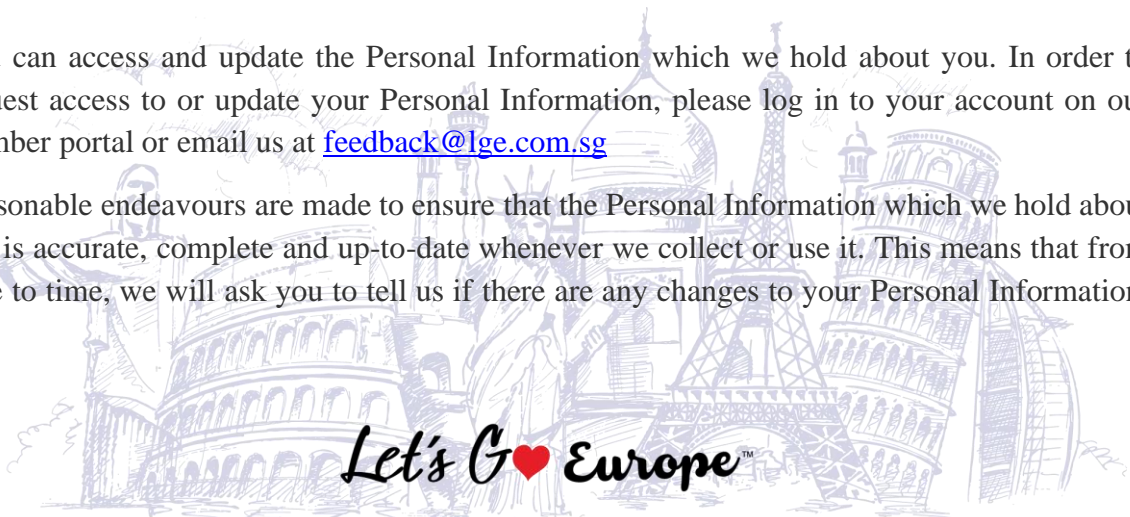 can access and update the Personal Information which we hold about you. In order t
uest access to or update your Personal Information, please log in to your account on ou
mber portal or email us at feedback@lge.com.sg
sonable endeavours are made to ensure that the Personal Information which we hold abou
is accurate, complete and up-to-date whenever we collect or use it. This means that from
e to time, we will ask you to tell us if there are any changes to your Personal Information
Let's Go Europe™